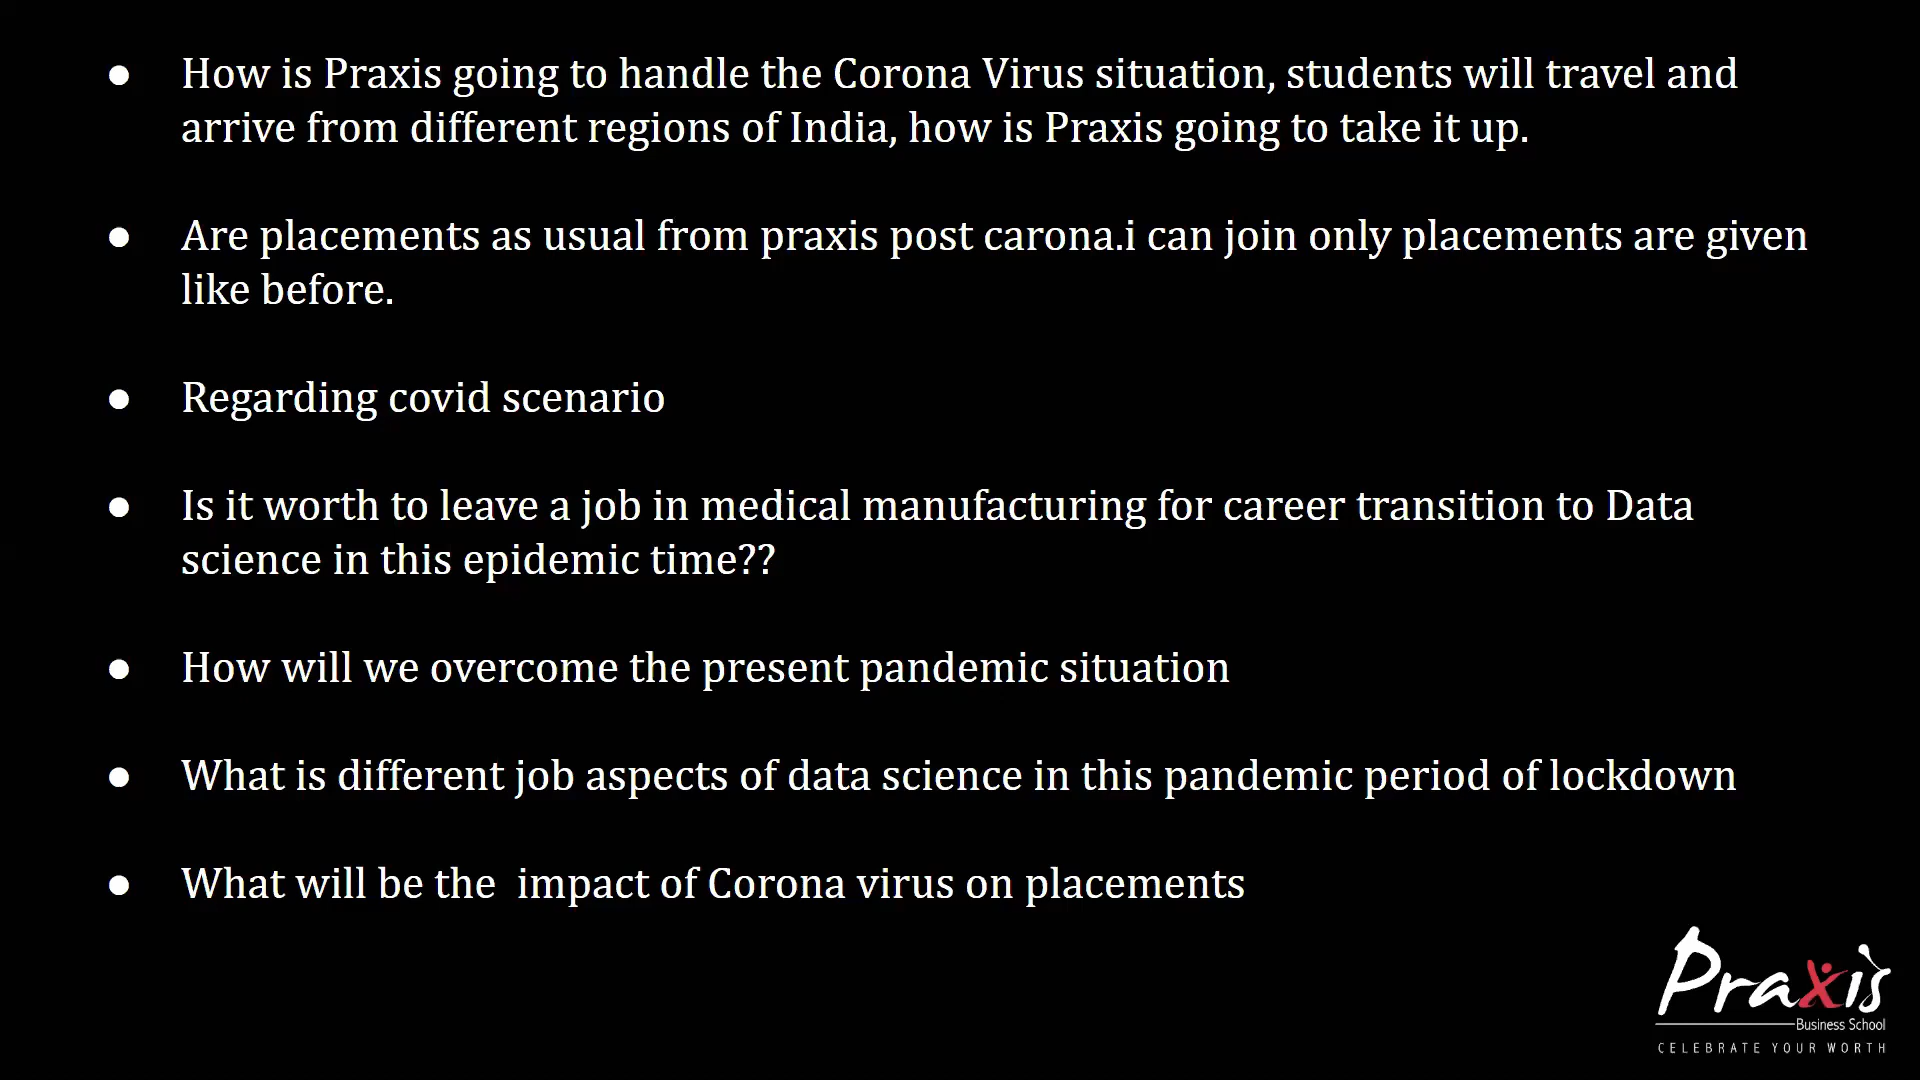 ● How is Praxis going to handle the Corona Virus situation, students will travel and
arrive from different regions of India, how is Praxis going to take it up.
● Are placements as usual from praxis post carona.i can join only placements are given
like before.
● Regarding covid scenario
● Is it worth to leave a job in medical manufacturing for career transition to Data
science in this epidemic time??
● How will we overcome the present pandemic situation
● What is different job aspects of data science in this pandemic period of lockdown
● What will be the  impact of Corona virus on placements
Praxis
Business School
CELEBRATE YOUR WORTH